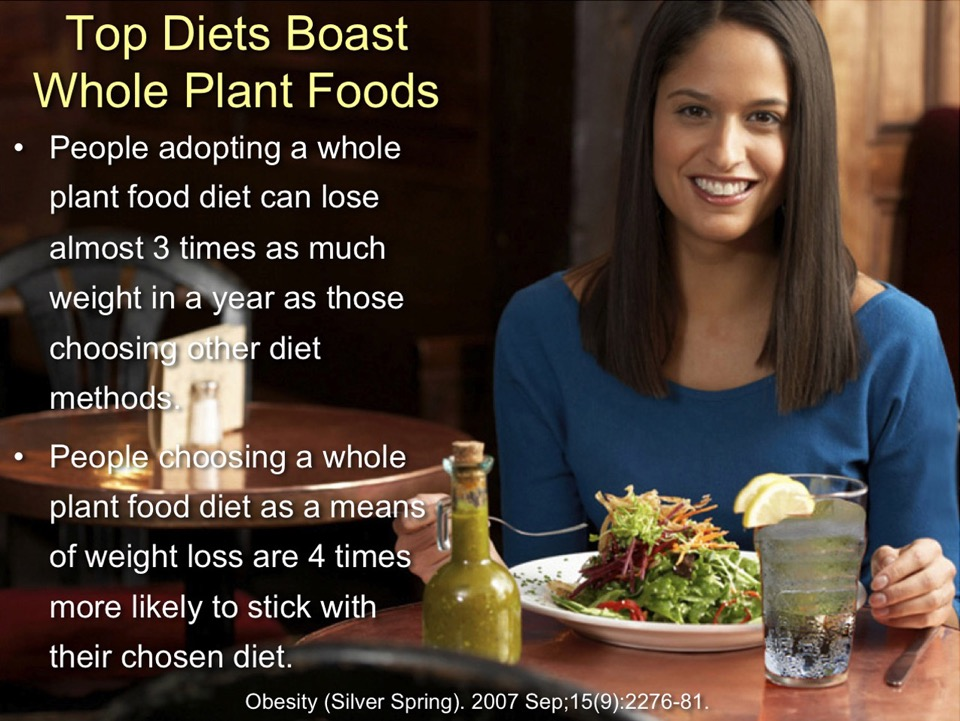 Top Diets Boast
Whole Plant Foods
• People adopting a whole
plant food diet can lose
almost 3 times as much
weight in a year as those
choosing other diet
methods.
• People choosing a whole
plant food diet as a means
of weight loss are 4 times
more likely to stick with
their chosen diet.
Obesity (Silver Spring). 2007 Sep;15(9):2276-81.